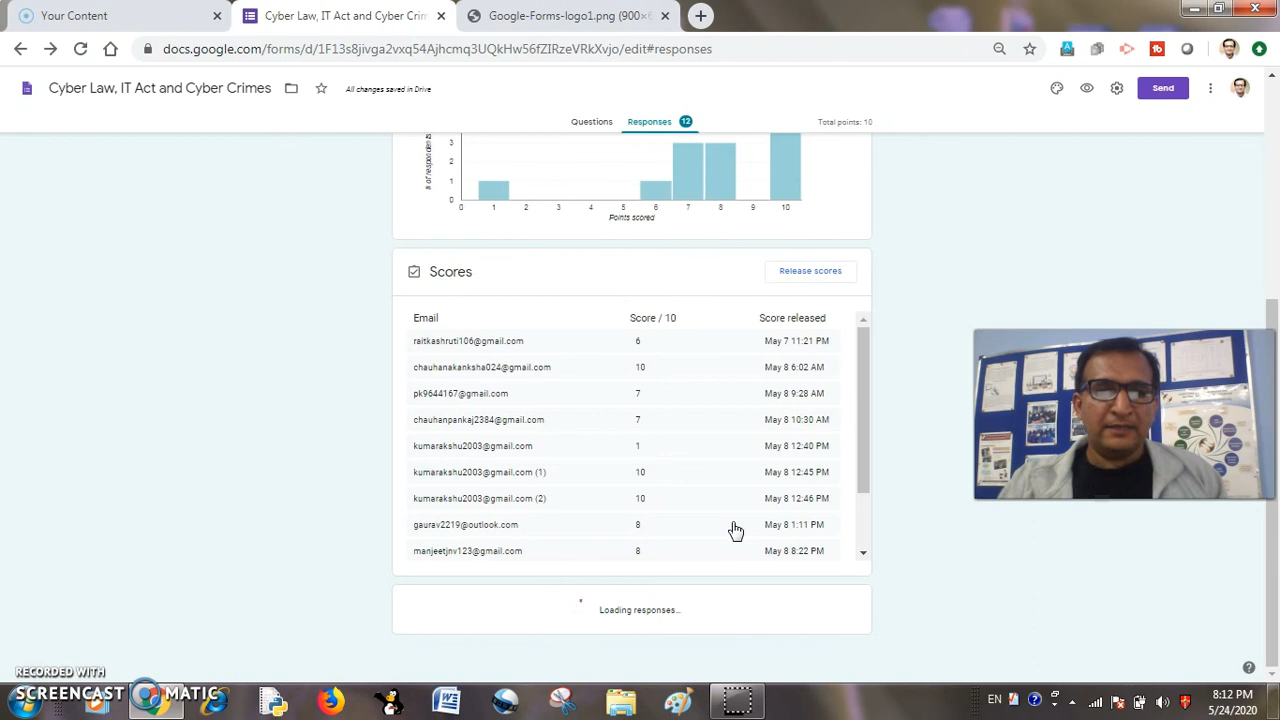 Your Content
Cyber Law, IT Act and Cyber Crim
Google-Forms-logo1.png (900×6
docs.google.com/forms/d/1F13s8jivga2vxq54Ajhcmq3UQkHw56fZIRzeVRkXvjo/edit#responses
Cyber Law, IT Act and Cyber Crimes
All changes saved in Drive
Send
Questions
Responses
12
Total points: 10
# of respondents
3
2
1
0
0 1 2 3 4 5 6 7 8 9 10
Points scored
Scores
Release scores
Email Score / 10 Score released
raitkashruti106@gmail.com 6 May 7 11:21 PM
chauhanakanksha024@gmail.com 10 May 8 6:02 AM
pk9644167@gmail.com 7 May 8 9:28 AM
chauhanpankaj2384@gmail.com 7 May 8 10:30 AM
kumarakshu2003@gmail.com 1 May 8 12:40 PM
kumarakshu2003@gmail.com (1) 10 May 8 12:45 PM
kumarakshu2003@gmail.com (2) 10 May 8 12:46 PM
gaurav2219@outlook.com 8 May 8 1:11 PM
manjeetjnv123@gmail.com 8 May 8 8:22 PM
Loading responses...
RECORDED WITH
SCREENCAST MATIC
EN
8:12 PM
5/24/2020